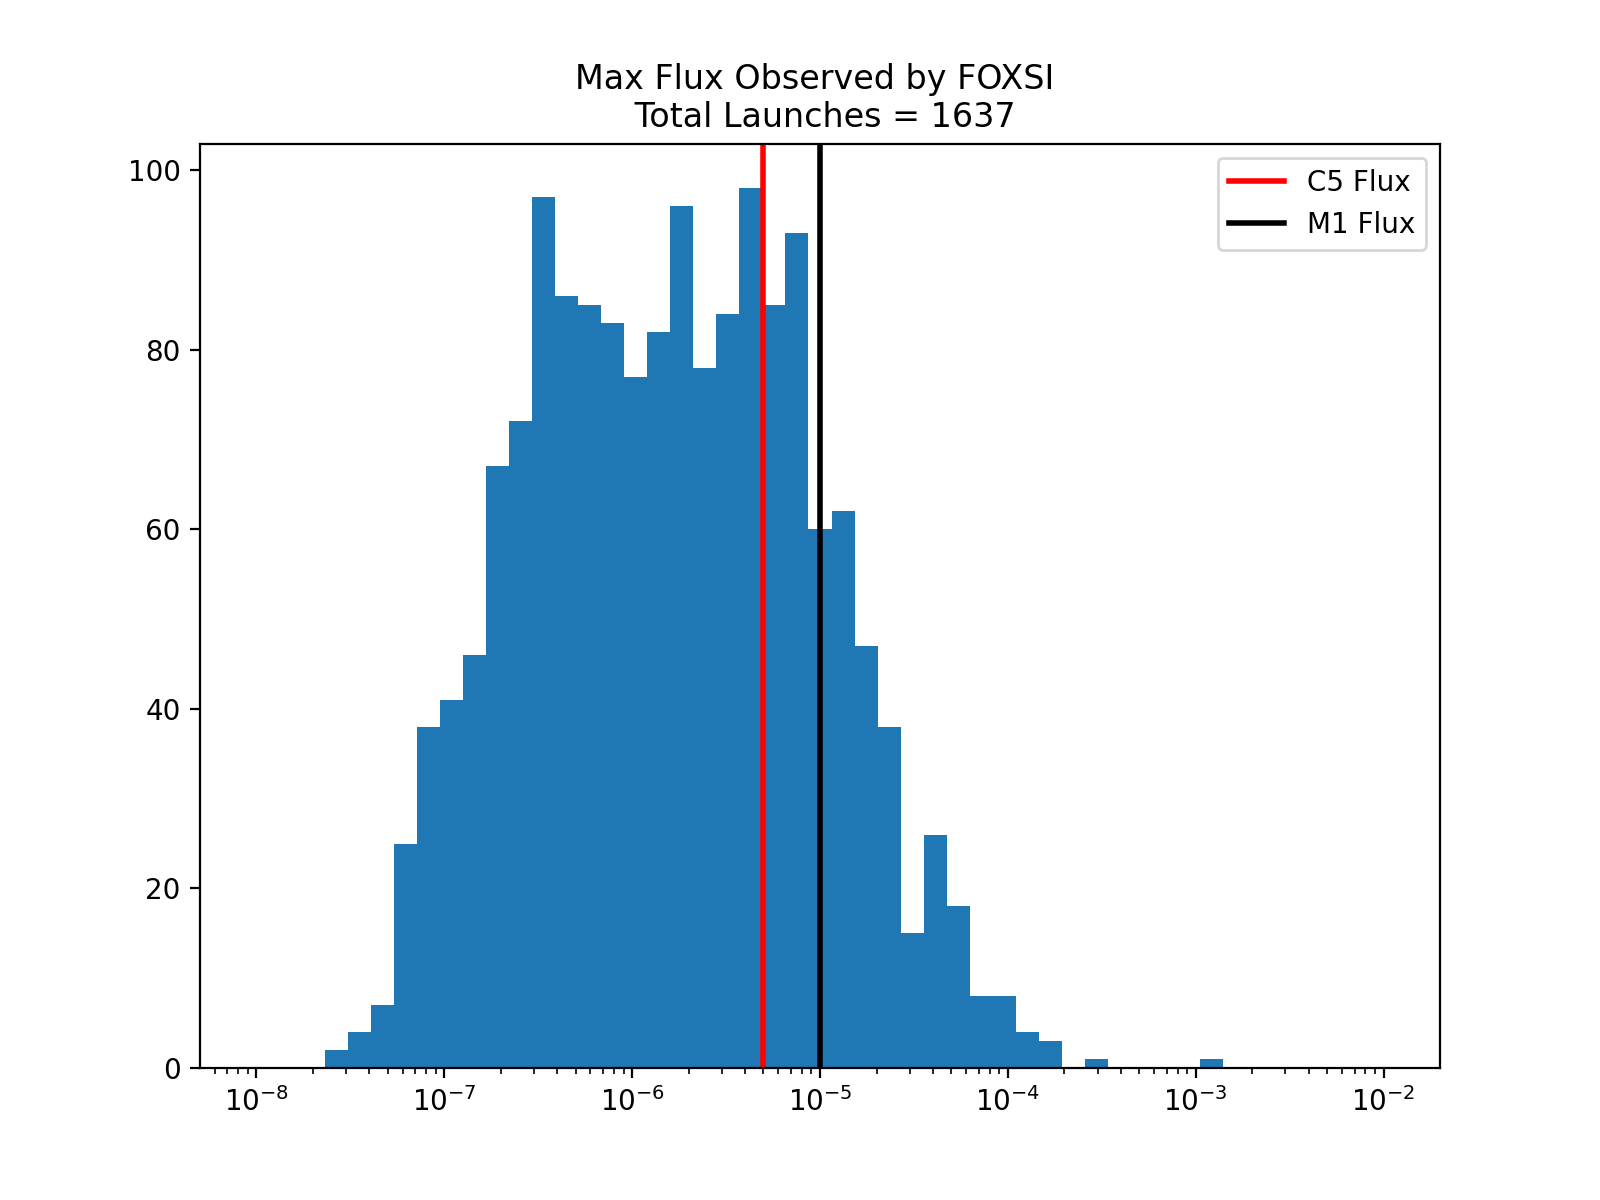 Max Flux Observed by FOXSI
Total Launches = 1637
C5 Flux
M1 Flux
100
80
60
40
20
0
10⁻⁸ 10⁻⁷ 10⁻⁶ 10⁻⁵ 10⁻⁴ 10⁻³ 10⁻²